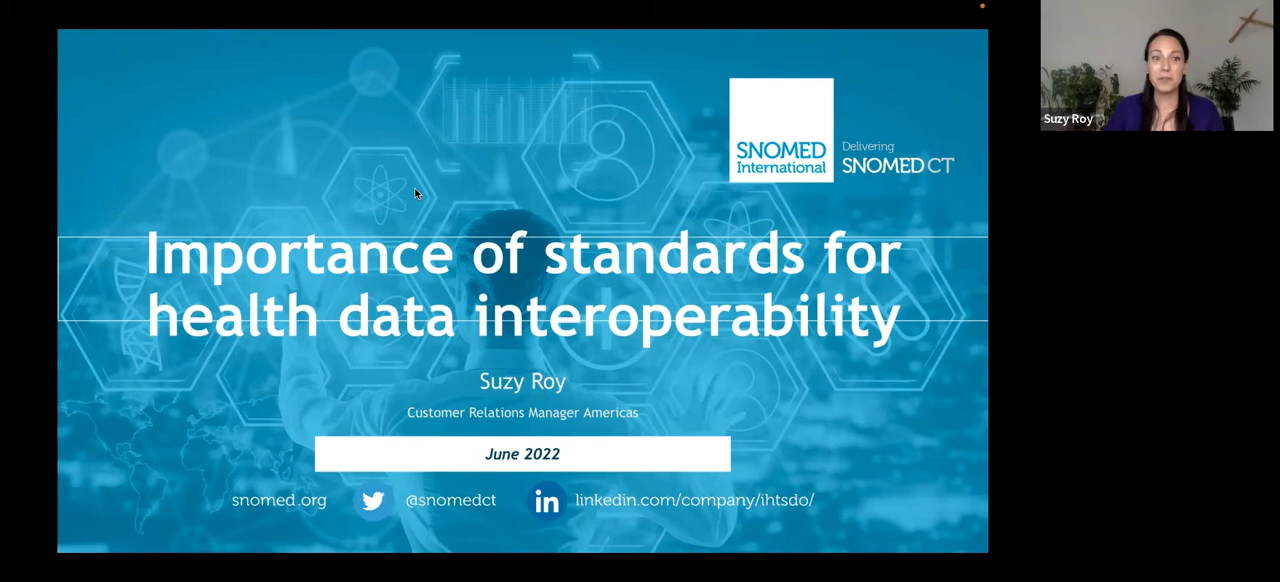 SNOMED
International
Delivering
SNOMED CT
Importance of standards for
health data interoperability
Suzy Roy
Customer Relations Manager Americas
June 2022
snomed.org @snomedct in linkedin.com/company/ihtsdo/
Suzy Roy